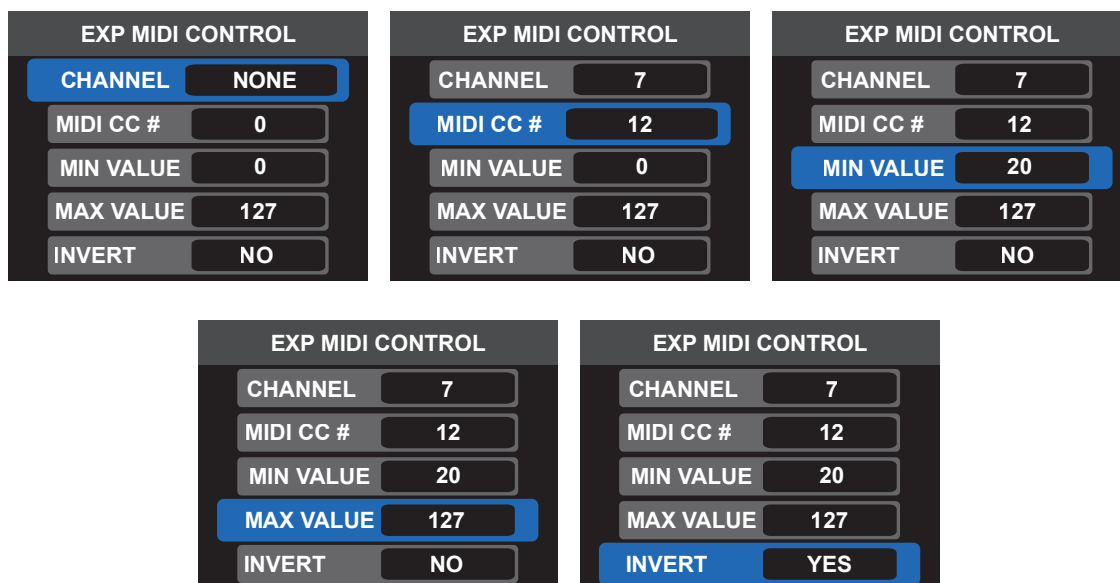 EXP MIDI CONTROL
CHANNEL NONE
MIDI CC # 0
MIN VALUE 0
MAX VALUE 127
INVERT NO
EXP MIDI CONTROL
CHANNEL 7
MIDI CC # 12
MIN VALUE 0
MAX VALUE 127
INVERT NO
EXP MIDI CONTROL
CHANNEL 7
MIDI CC # 12
MIN VALUE 20
MAX VALUE 127
INVERT NO
EXP MIDI CONTROL
CHANNEL 7
MIDI CC # 12
MIN VALUE 20
MAX VALUE 127
INVERT NO
EXP MIDI CONTROL
CHANNEL 7
MIDI CC # 12
MIN VALUE 20
MAX VALUE 127
INVERT YES